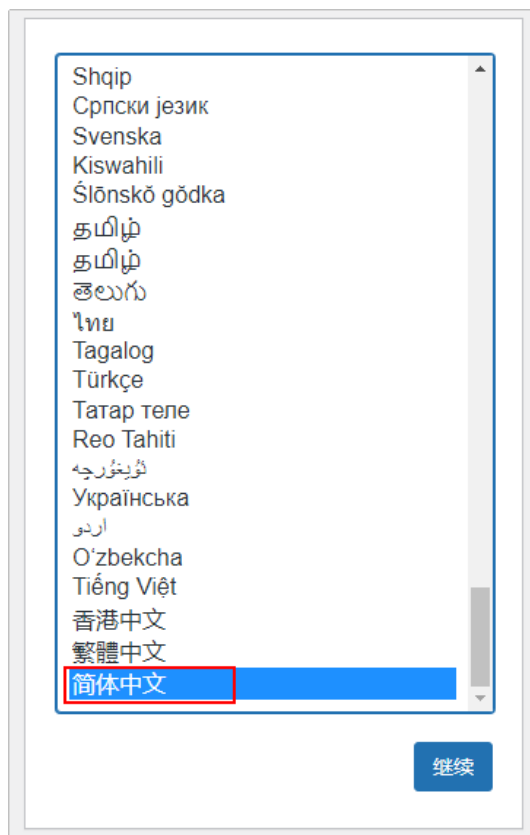 Shqip
Српски језик
Svenska
Kiswahili
Ślōnskŏ gŏdka
தமிழ்
தமிழ்
తెలుగు
ไทย
Tagalog
Türkçe
Татар теле
Reo Tahiti
ئۇيغۇرچە
Українська
اردو
O‘zbekcha
Tiếng Việt
香港中文
繁體中文
简体中文
继续